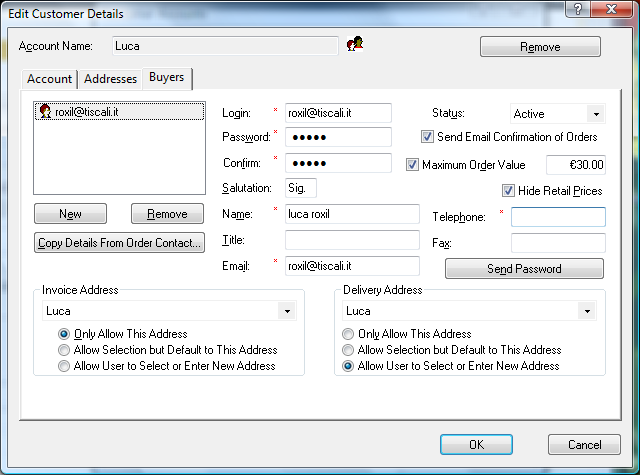 Edit Customer Details
Account Name: Luca Remove
Account Addresses Buyers
roxil@tiscali.it
Login: * roxil@tiscali.it Status: Active
Password: * ●●●●● Send Email Confirmation of Orders
Confirm: * ●●●●● Maximum Order Value €30.00
Salutation: Sig. Hide Retail Prices
New Remove Name: * luca roxil Telephone: *
Copy Details From Order Contact... Title: Fax:
Email: * roxil@tiscali.it Send Password
Invoice Address Delivery Address
Luca Luca
Only Allow This Address Only Allow This Address
Allow Selection but Default to This Address Allow Selection but Default to This Address
Allow User to Select or Enter New Address Allow User to Select or Enter New Address
OK Cancel